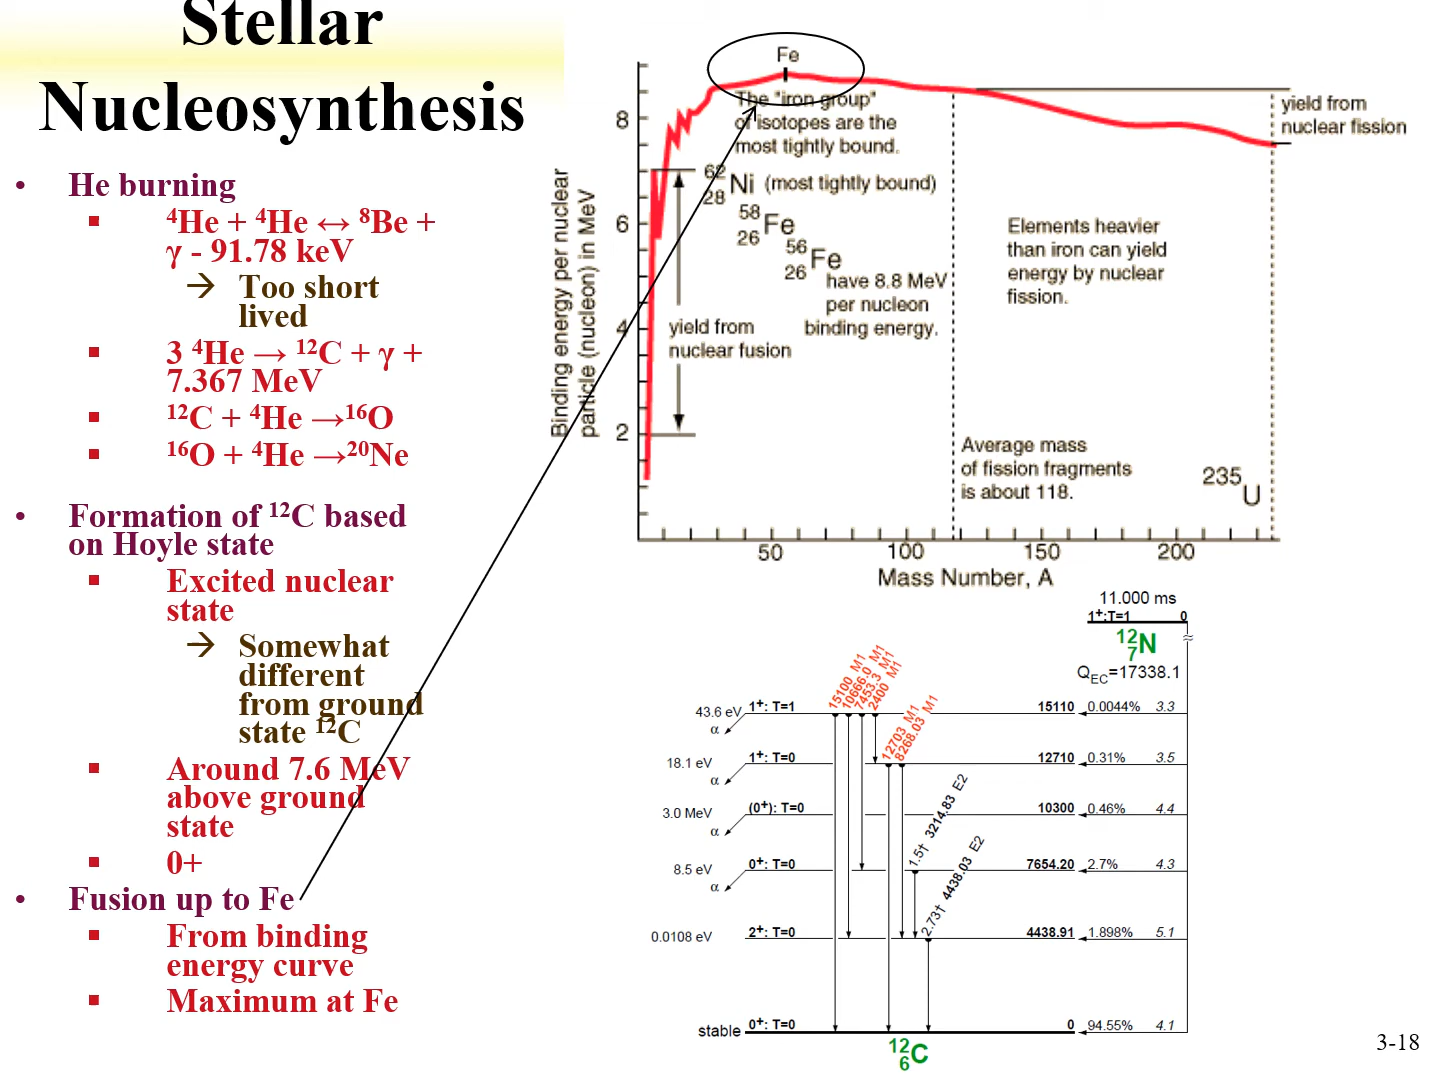 Stellar
Nucleosynthesis
• He burning
▪ ⁴He + ⁴He ↔ ⁸Be +
γ - 91.78 keV
→ Too short
lived
▪ 3 ⁴He → ¹²C + γ +
7.367 MeV
▪ ¹²C + ⁴He →¹⁶O
▪ ¹⁶O + ⁴He →²⁰Ne
• Formation of ¹²C based
on Hoyle state
▪ Excited nuclear
state
→ Somewhat
different
from ground
state ¹²C
▪ Around 7.6 MeV
above ground
state
▪ 0+
• Fusion up to Fe
▪ From binding
energy curve
▪ Maximum at Fe
Fe
The "iron group"
of isotopes are the
most tightly bound.
62
28 Ni (most tightly bound)
58
26 Fe
56
26 Fe
have 8.8 MeV
per nucleon
binding energy.
yield from
nuclear fusion
yield from
nuclear fission
Elements heavier
than iron can yield
energy by nuclear
fission.
Average mass
of fission fragments
is about 118.
235 U
Binding energy per nuclear
particle (nucleon) in MeV
8
6
4
2
50 100 150 200
Mass Number, A
11.000 ms
1+:T=1 0
12
7 N
QEC=17338.1
15100 M1
10666.0 M1
7453.3 M1
2400 M1
12703 M1
8268.03 M1
1.5† 3214.83 E2
2.73† 4438.03 E2
43.6 eV 1+: T=1 15110 0.0044% 3.3
α
18.1 eV 1+: T=0 12710 0.31% 3.5
α
3.0 MeV (0+): T=0 10300 0.46% 4.4
α
8.5 eV 0+: T=0 7654.20 2.7% 4.3
α
0.0108 eV 2+: T=0 4438.91 1.898% 5.1
stable 0+: T=0 0 94.55% 4.1
12
6 C
3-18